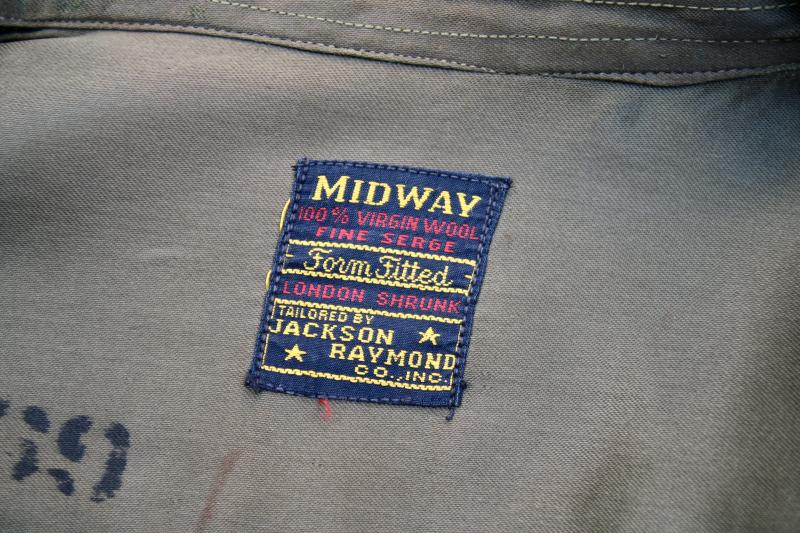 MIDWAY
100% VIRGIN WOOL
FINE SERGE
Form Fitted
LONDON SHRUNK
TAILORED BY
JACKSON
RAYMOND
CO., INC.